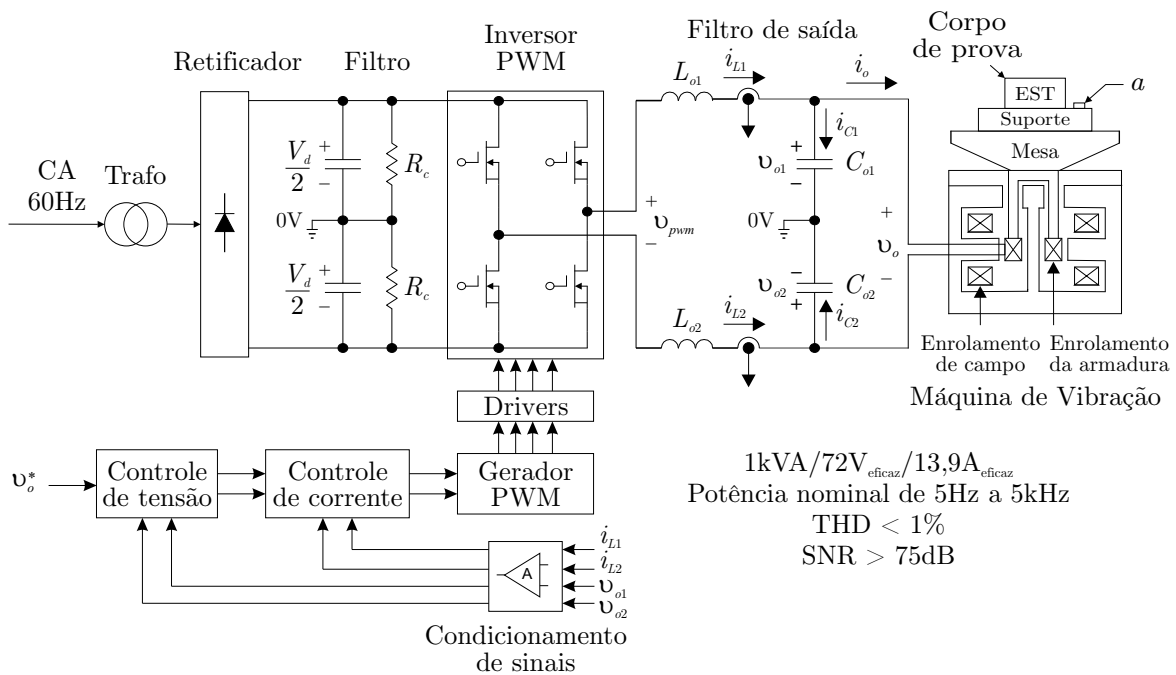 Retificador
Filtro
Inversor
PWM
Filtro de saída
Corpo
de prova
CA
60Hz
Trafo
V_d
2
+
−
R_c
0V
V_d
2
+
−
R_c
+
υ_pwm
−
L_o1
i_L1
i_o
i_C1
+
υ_o1
−
C_o1
0V
−
υ_o2
+
C_o2
i_C2
L_o2
i_L2
+
υ_o
−
EST
a
Suporte
Mesa
Enrolamento
de campo
Enrolamento
da armadura
Máquina de Vibração
Drivers
υ_o^*
Controle
de tensão
Controle
de corrente
Gerador
PWM
A
i_L1
i_L2
υ_o1
υ_o2
Condicionamento
de sinais
1kVA/72V_eficaz/13,9A_eficaz
Potência nominal de 5Hz a 5kHz
THD < 1%
SNR > 75dB